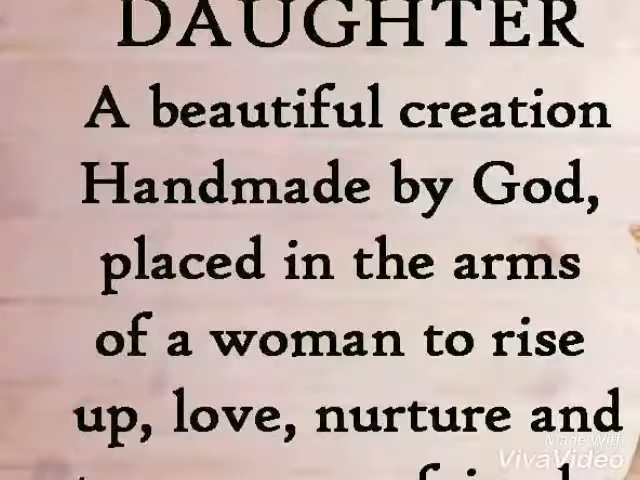 DAUGHTER
A beautiful creation
Handmade by God,
placed in the arms
of a woman to rise
up, love, nurture and
Made With
VivaVideo